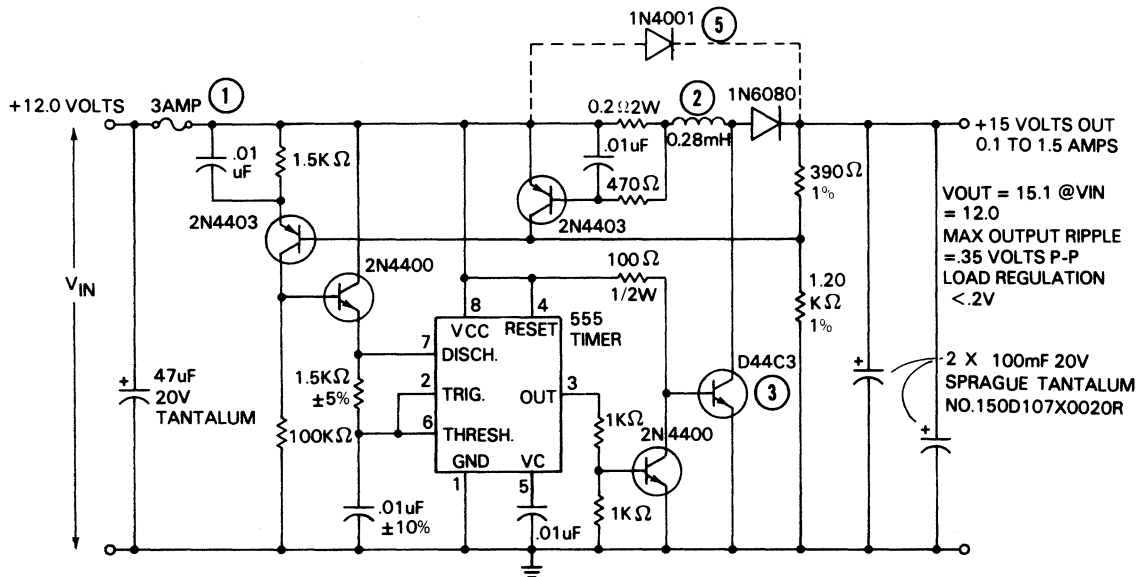 1N4001
5
+12.0 VOLTS
3AMP
1
0.2Ω2W
2
0.28mH
1N6080
+15 VOLTS OUT
0.1 TO 1.5 AMPS
.01
uF
1.5KΩ
.01uF
470Ω
390Ω
1%
2N4403
2N4403
VOUT = 15.1 @VIN
= 12.0
MAX OUTPUT RIPPLE
=.35 VOLTS P-P
LOAD REGULATION
<.2V
VIN
2N4400
100Ω
1/2W
1.20
KΩ
1%
8
4
555
TIMER
VCC
RESET
7
DISCH.
2
TRIG.
OUT
3
6
THRESH.
GND
VC
1
5
47uF
20V
TANTALUM
1.5KΩ
±5%
100KΩ
1KΩ
2N4400
D44C3
3
2 X 100mF 20V
SPRAGUE TANTALUM
NO.150D107X0020R
.01uF
±10%
.01uF
1KΩ
+
+
+